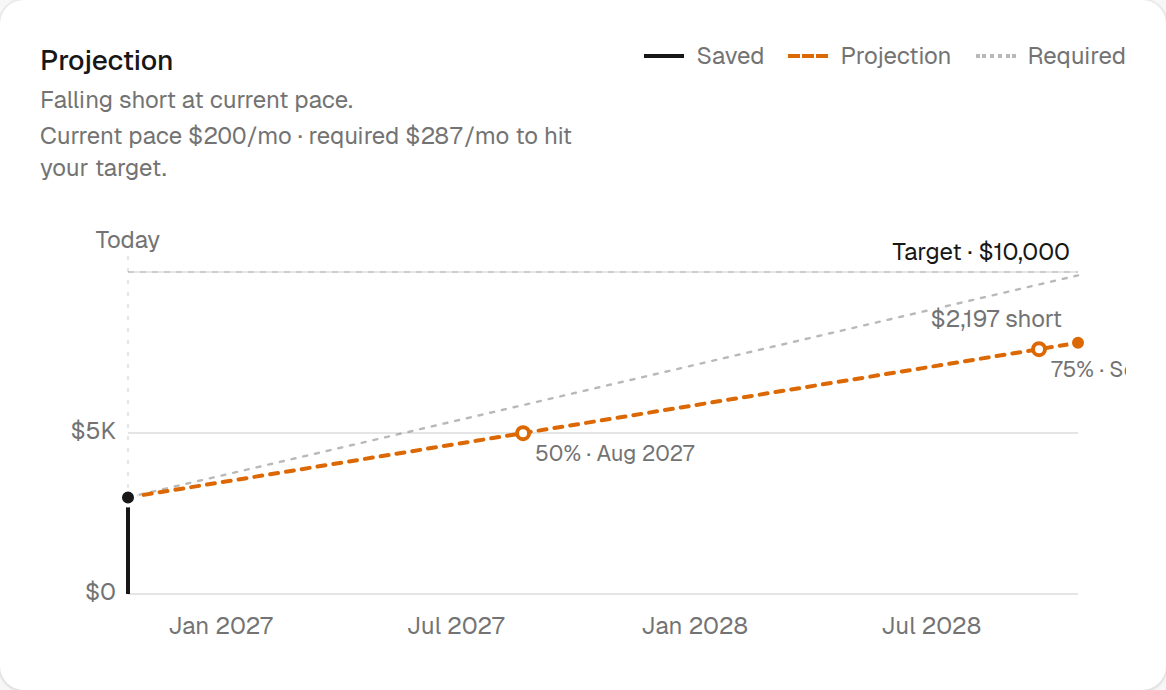 Projection
Saved
Projection
Required
Falling short at current pace.
Current pace $200/mo · required $287/mo to hit
your target.
Today
Target · $10,000
$2,197 short
75% ·
$5K
50% · Aug 2027
$0
Jan 2027
Jul 2027
Jan 2028
Jul 2028